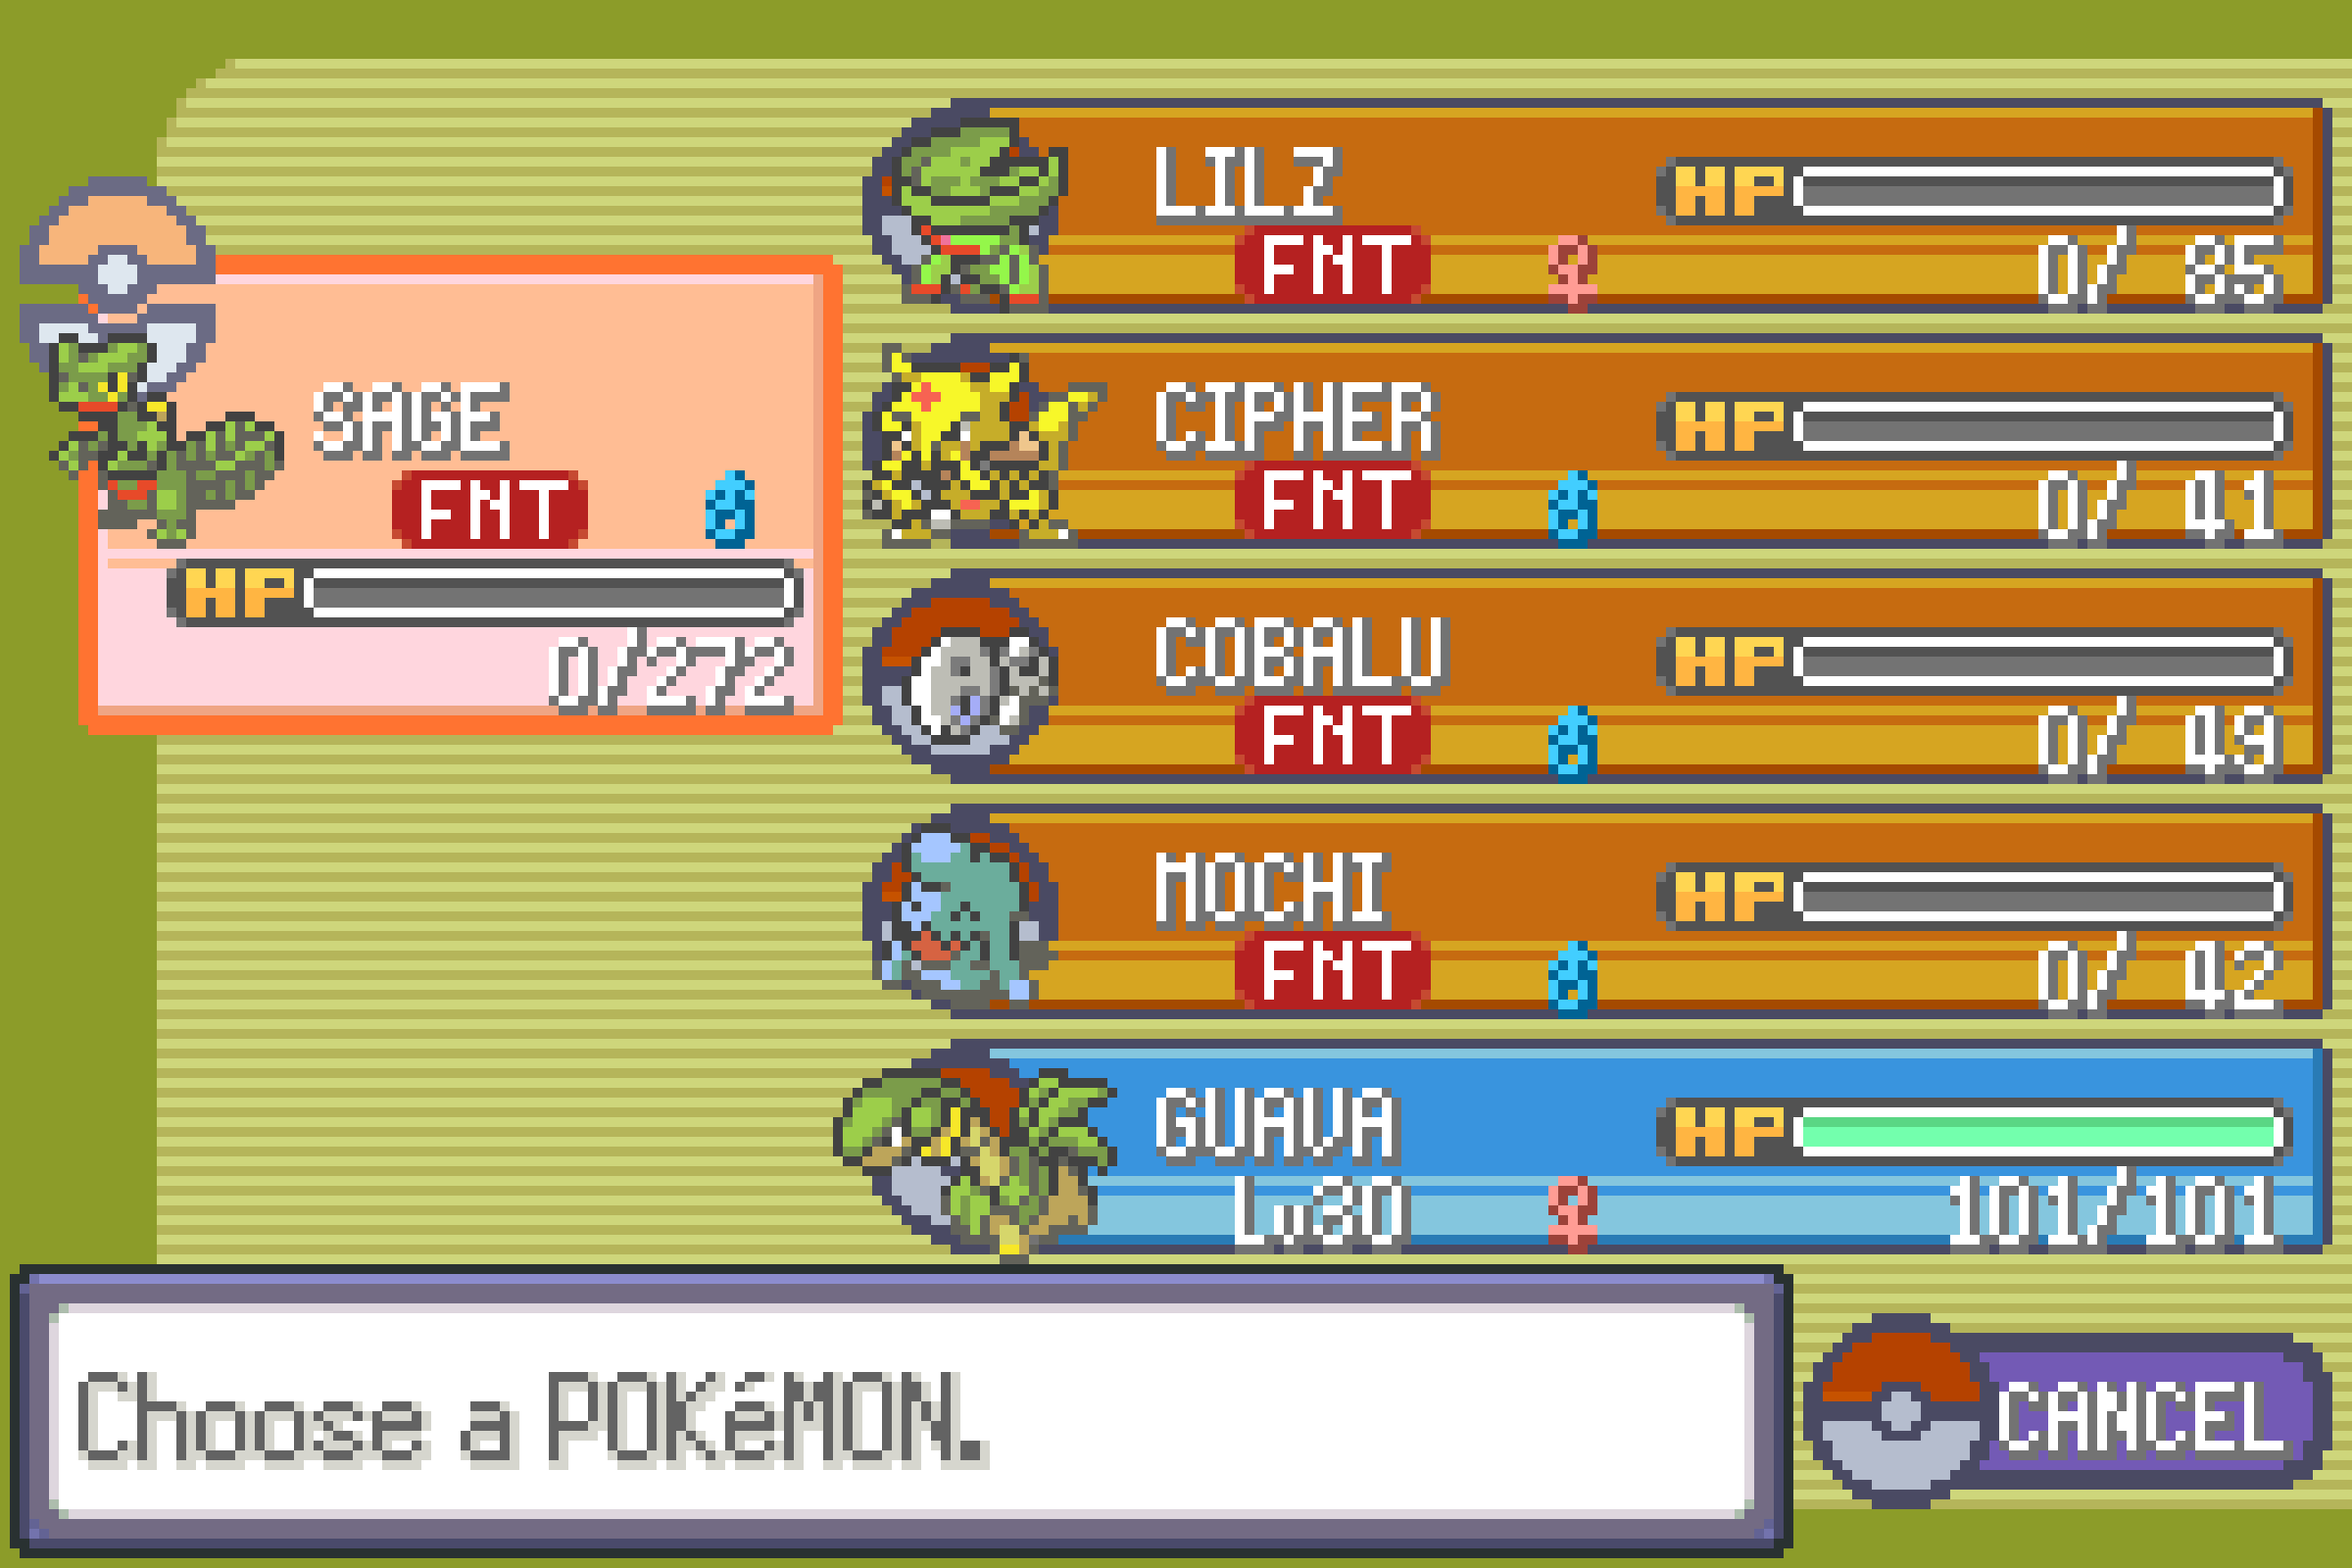 SAGE
FNT ♂
HP
0/272
LILZ
HP
FNT ♀ 0/ 85
CIPHER
HP
FNT ♂ 0/ 41
COBALU
HP
FNT ♂ 0/ 49
MOCHI
HP
FNT ♂ 0/ 42
GUAVA
HP
Lv30 ♀ 101/101
Choose a POKéMON.
CANCEL